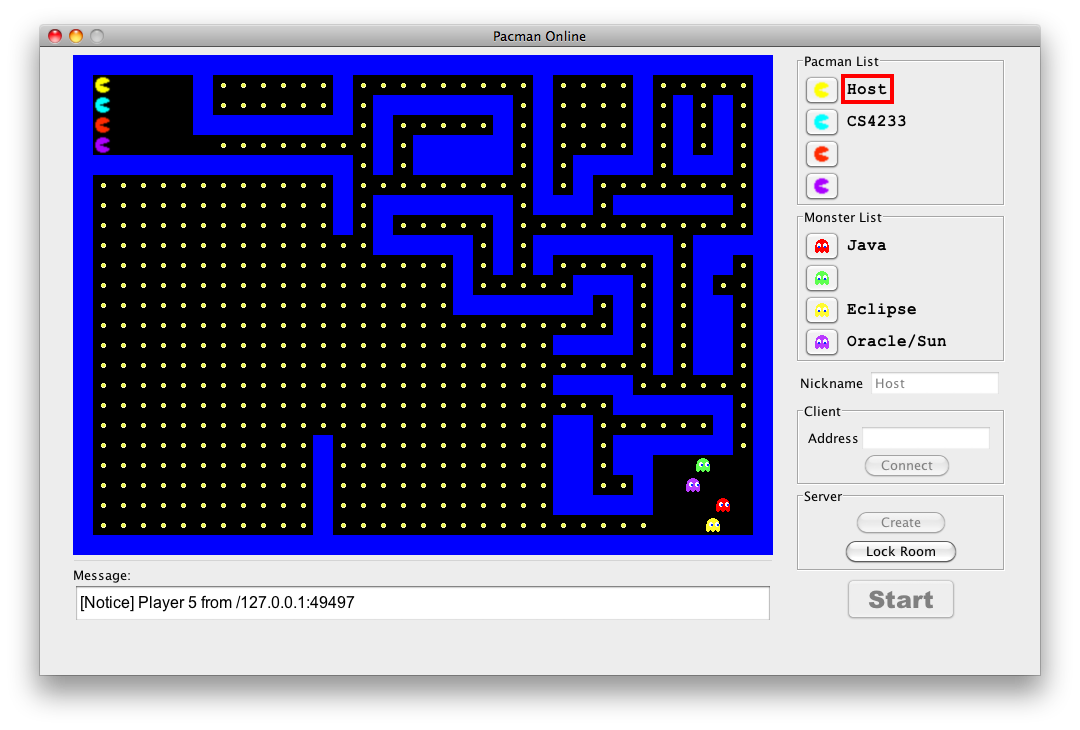 Pacman Online
Pacman List
Host
CS4233
Monster List
Java
Eclipse
Oracle/Sun
Nickname Host
Client
Address
Connect
Server
Create
Lock Room
Start
Message:
[Notice] Player 5 from /127.0.0.1:49497